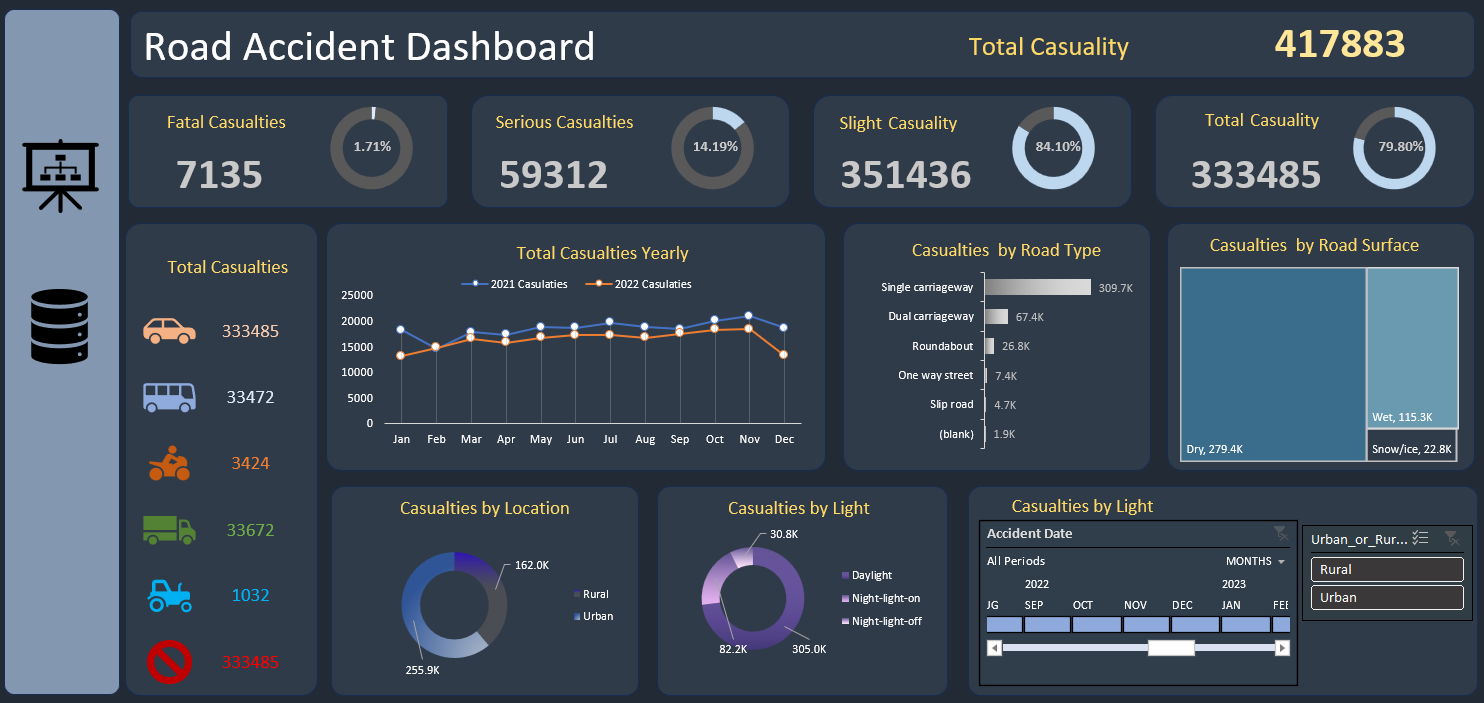 Road Accident Dashboard
Total Casuality
417883
Fatal Casualties
7135
1.71%
Serious Casualties
59312
14.19%
Slight Casuality
351436
84.10%
Total Casuality
333485
79.80%
Total Casualties
333485
33472
3424
33672
1032
333485
Total Casualties Yearly
2021 Casulaties
2022 Casulaties
25000
20000
15000
10000
5000
0
Jan Feb Mar Apr May Jun Jul Aug Sep Oct Nov Dec
Casualties by Road Type
Single carriageway 309.7K
Dual carriageway 67.4K
Roundabout 26.8K
One way street 7.4K
Slip road 4.7K
(blank) 1.9K
Casualties by Road Surface
Dry, 279.4K
Wet, 115.3K
Snow/ice, 22.8K
Casualties by Location
162.0K
255.9K
Rural
Urban
Casualties by Light
30.8K
82.2K
305.0K
Daylight
Night-light-on
Night-light-off
Casualties by Light
Accident Date
All Periods MONTHS
2022 2023
JG SEP OCT NOV DEC JAN FEE
Urban_or_Rur...
Rural
Urban